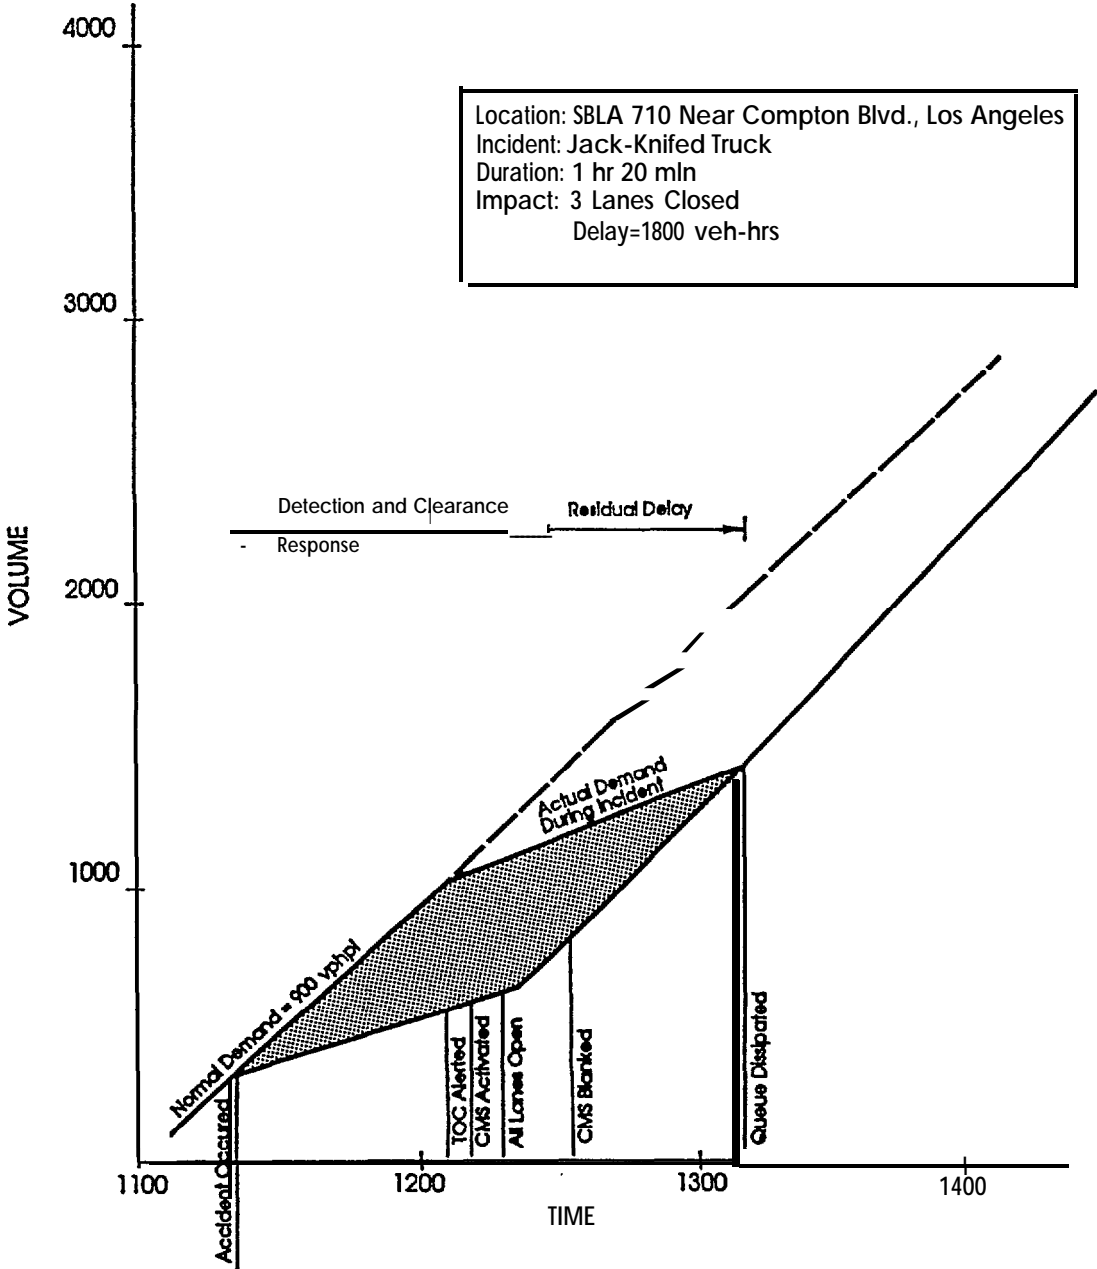 4000
Location: SBLA 710 Near Compton Blvd., Los Angeles
Incident: Jack-Knifed Truck
Duration: 1 hr 20 mln
Impact: 3 Lanes Closed
Delay=1800 veh-hrs
3000
Detection and Clearance
- Response
Residual Delay
VOLUME
2000
Actual Demand
During Incident
1000
Normal Demand = 900 vphpl
Accident Occured
TOC Alerted
CMS Activated
All Lanes Open
CMS Blanked
Queue Dissipated
1100
1200
1300
1400
TIME